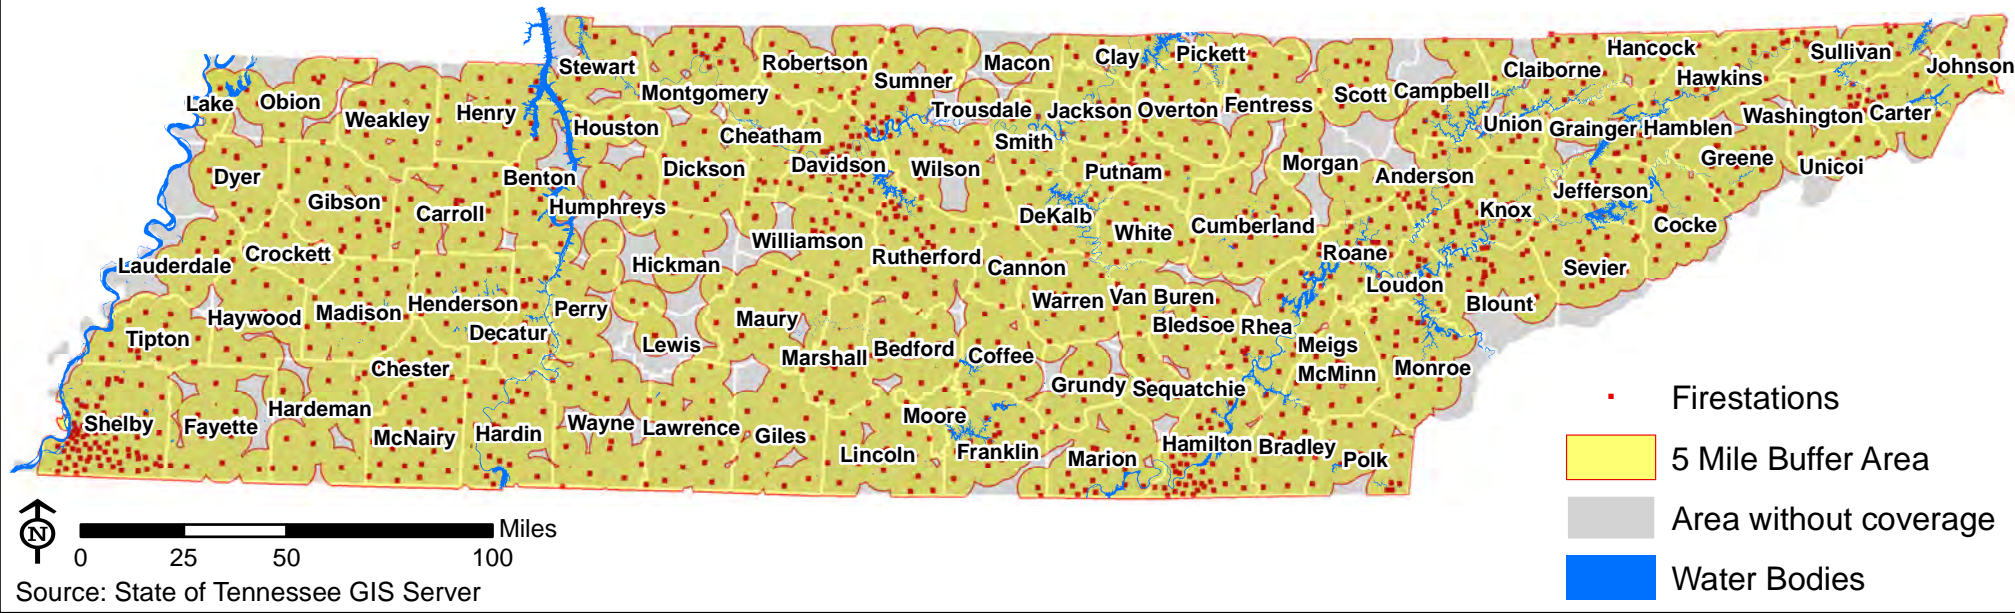 Hancock
Sullivan
Clay
Pickett
Robertson
Macon
Stewart
Johnson
Claiborne
Sumner
Hawkins
Montgomery
Scott
Campbell
Lake
Obion
Fentress
Trousdale
Jackson
Overton
Henry
Weakley
Washington
Carter
Houston
Union
Grainger
Hamblen
Cheatham
Smith
Greene
Davidson
Wilson
Dickson
Morgan
Unicoi
Dyer
Benton
Putnam
Anderson
Jefferson
Gibson
Humphreys
Carroll
Knox
DeKalb
Cumberland
Cocke
White
Williamson
Crockett
Rutherford
Roane
Lauderdale
Hickman
Cannon
Sevier
Loudon
Henderson
Warren
Van Buren
Blount
Perry
Madison
Haywood
Maury
Bledsoe
Rhea
Decatur
Tipton
Lewis
Meigs
Bedford
Marshall
Coffee
Chester
McMinn
Monroe
Grundy
Sequatchie
Hardeman
Moore
Shelby
Fayette
Wayne
Lawrence
McNairy
Hardin
Giles
Hamilton
Bradley
Franklin
Lincoln
Marion
Polk
Firestations
5 Mile Buffer Area
Area without coverage
Water Bodies
N
Miles
0 25 50 100
Source: State of Tennessee GIS Server